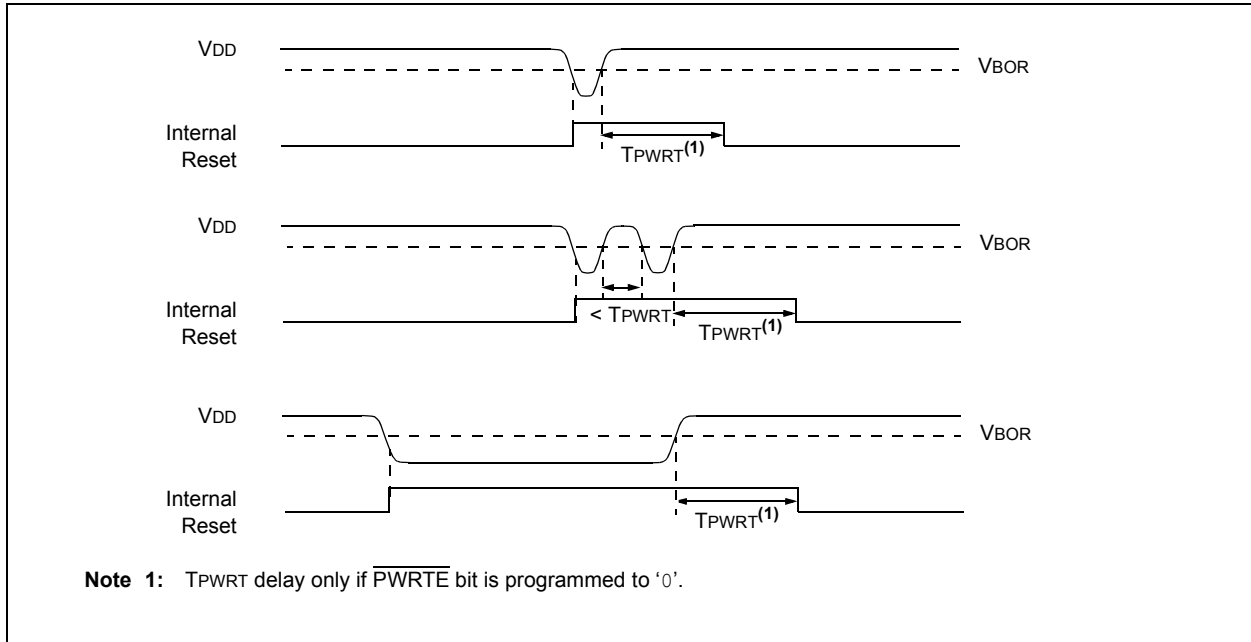 VDD
VBOR
Internal
Reset
TPWRT(1)
VDD
VBOR
Internal
Reset
< TPWRT
TPWRT(1)
VDD
VBOR
Internal
Reset
TPWRT(1)
Note 1: TPWRT delay only if PWRTE bit is programmed to ‘0’.